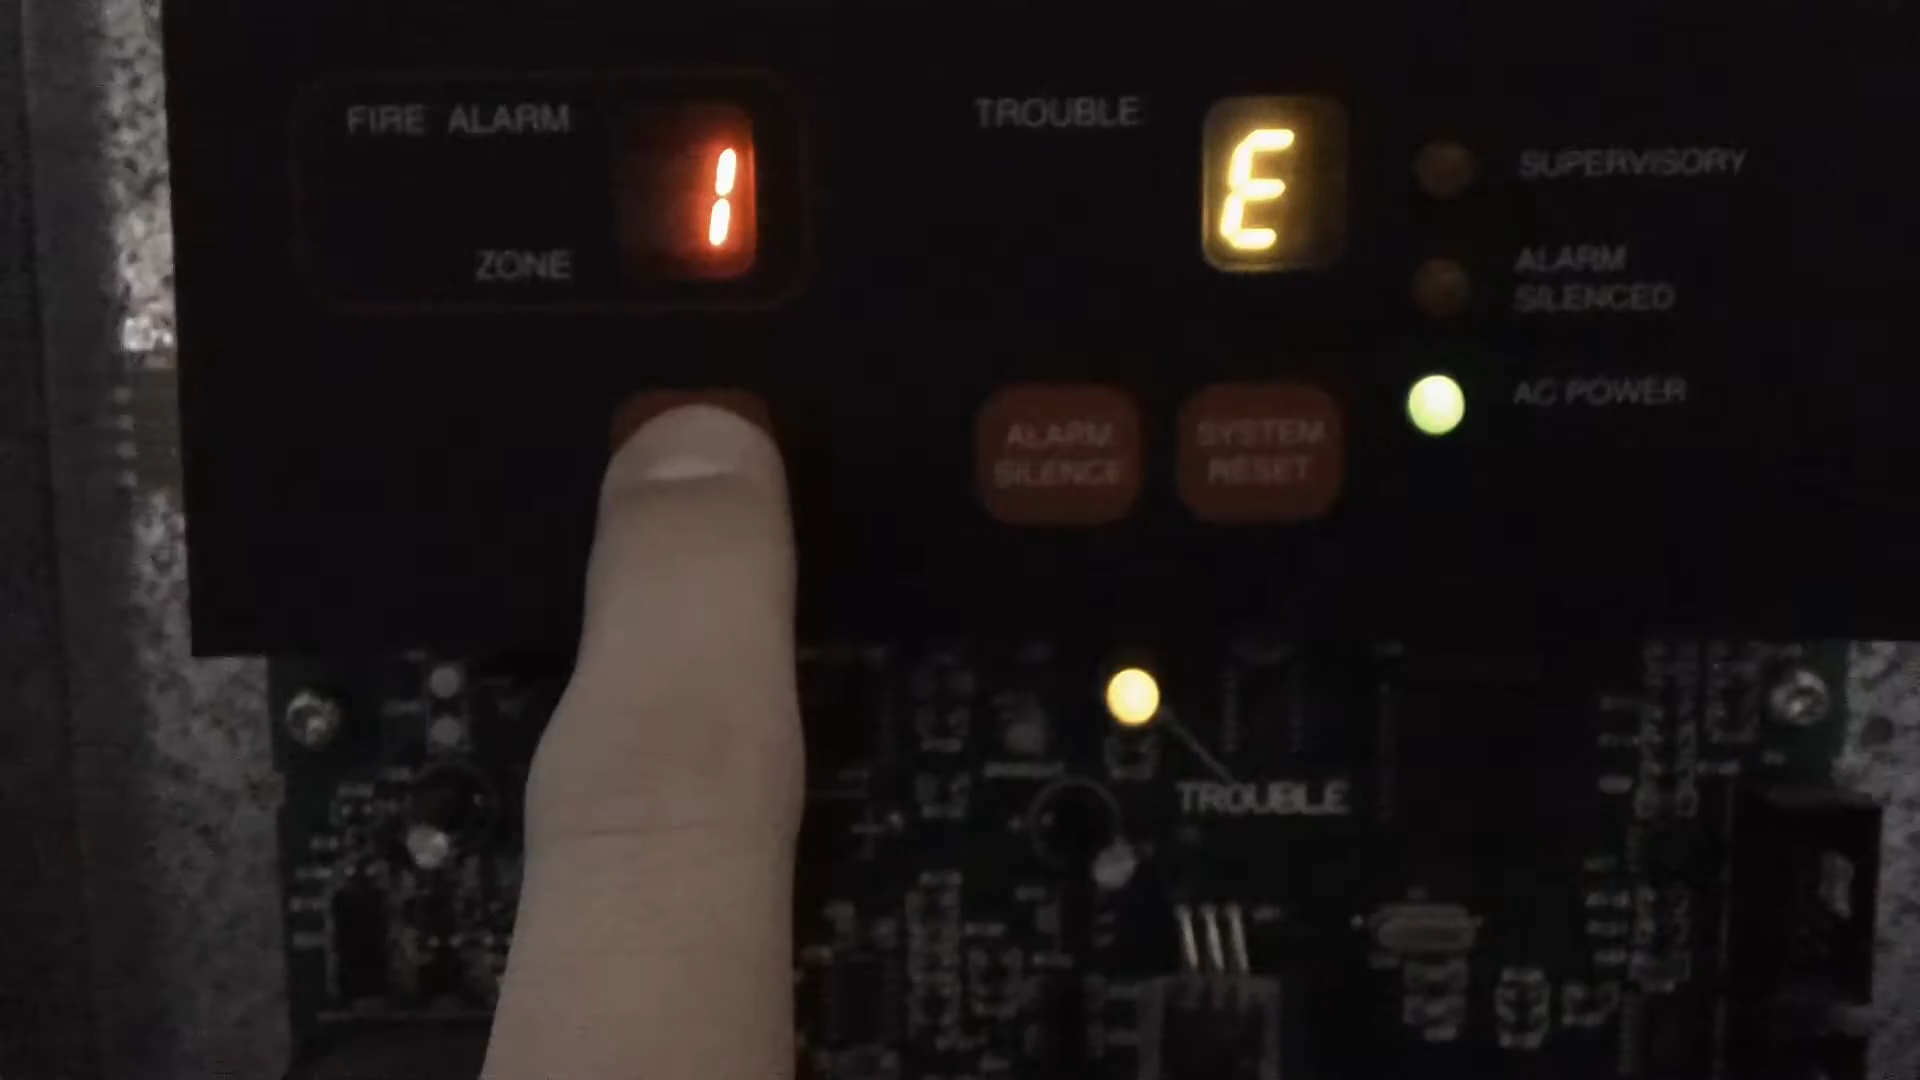 FIRE ALARM
1
ZONE
TROUBLE
E
SUPERVISORY
ALARM
SILENCED
AC POWER
ALARM
SILENCE
SYSTEM
RESET
TROUBLE